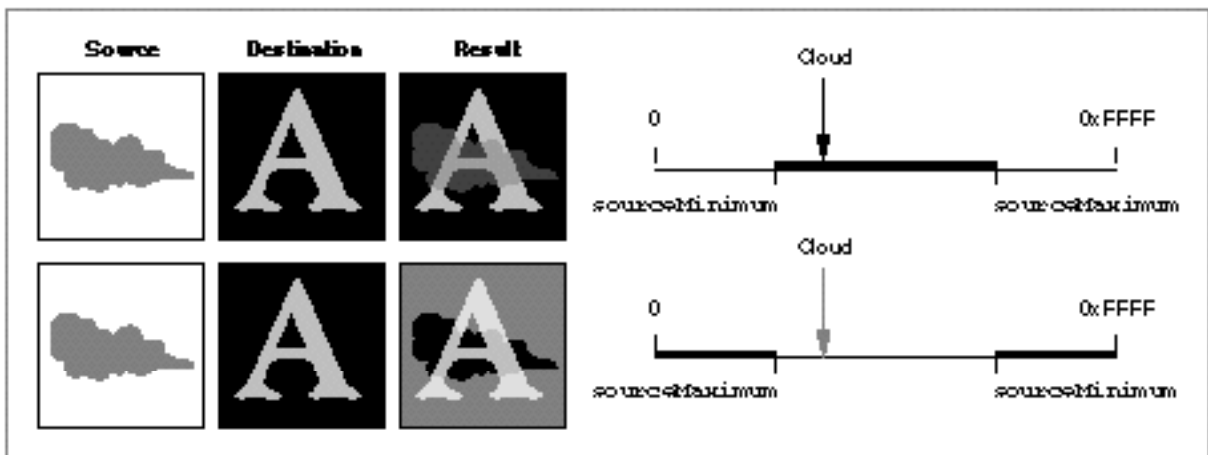 Source Destination Result
Cloud
0 0xFFFF
A A
sourceMinimum sourceMaximum
Cloud
0 0xFFFF
A A
sourceMaximum sourceMinimum